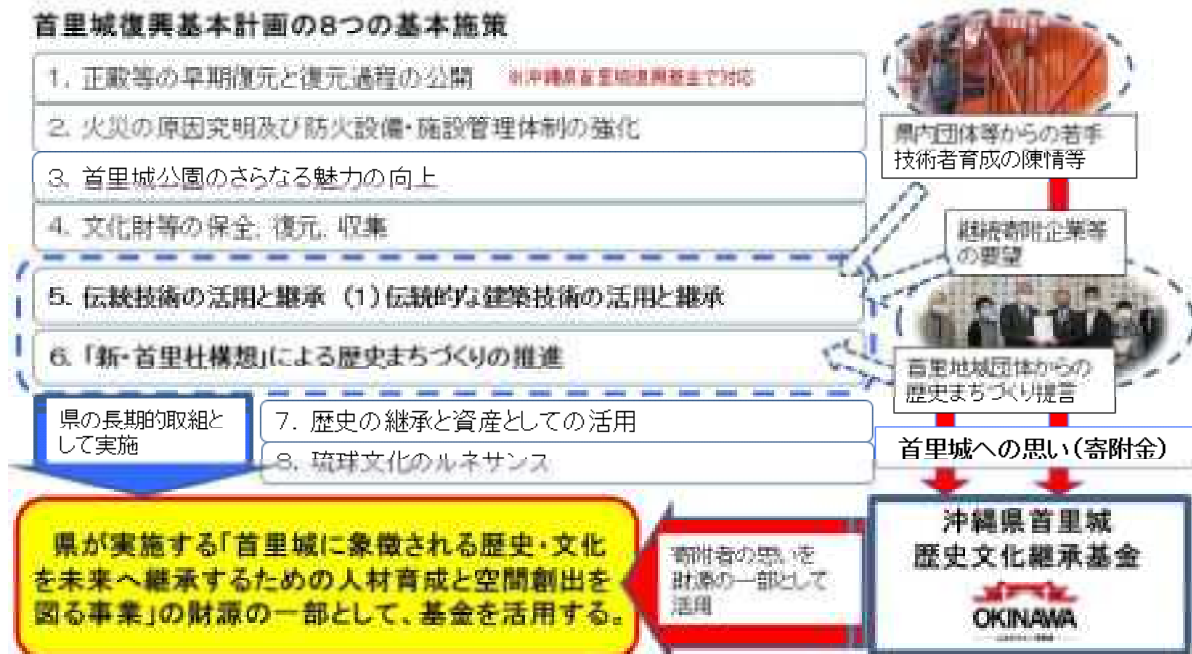 首里城復興基本計画の8つの基本施策
1. 正殿等の早期復元と復元過程の公開 ※沖縄県首里城復興基金で対応
2. 火災の原因究明及び防火設備・施設管理体制の強化
3. 首里城公園のさらなる魅力の向上
4. 文化財等の保全, 復元, 収集
5. 伝統技術の活用と継承 (1)伝統的な建築技術の活用と継承
6. 「新・首里杜構想」による歴史まちづくりの推進
7. 歴史の継承と資産としての活用
8. 琉球文化のルネサンス
県内団体等からの若手
技術者育成の陳情等
継続寄附企業等
の要望
首里地域団体からの
歴史まちづくり提言
県の長期的取組と
して実施
首里城への思い(寄附金)
県が実施する「首里城に象徴される歴史・文化
を未来へ継承するための人材育成と空間創出を
図る事業」の財源の一部として、基金を活用する。
寄附者の思いを
財源の一部として
活用
沖縄県首里城
歴史文化継承基金
OKINAWA